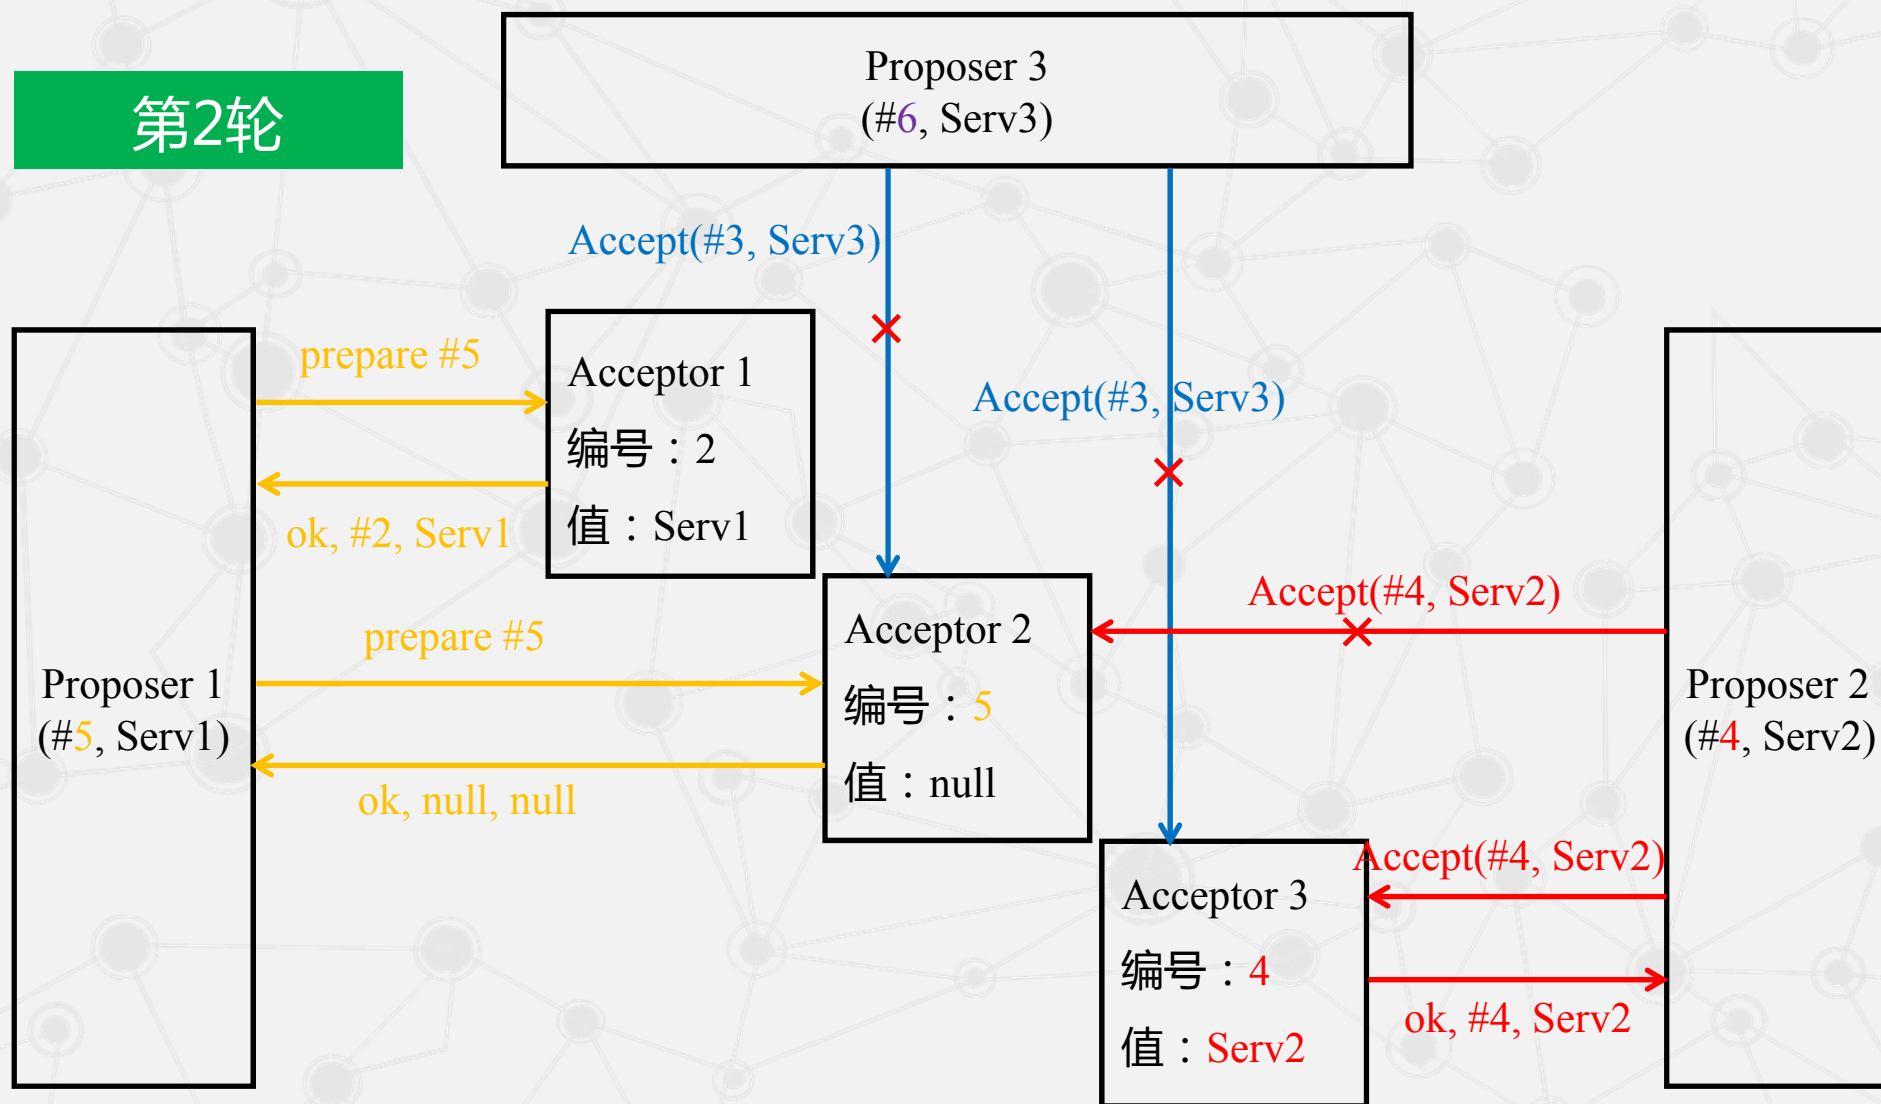 第2轮
Proposer 3
(#6, Serv3)
Accept(#3, Serv3)
Accept(#3, Serv3)
prepare #5
ok, #2, Serv1
Acceptor 1
编号：2
值：Serv1
Proposer 1
(#5, Serv1)
prepare #5
ok, null, null
Acceptor 2
编号：5
值：null
Accept(#4, Serv2)
Proposer 2
(#4, Serv2)
Accept(#4, Serv2)
Acceptor 3
编号：4
值：Serv2
ok, #4, Serv2